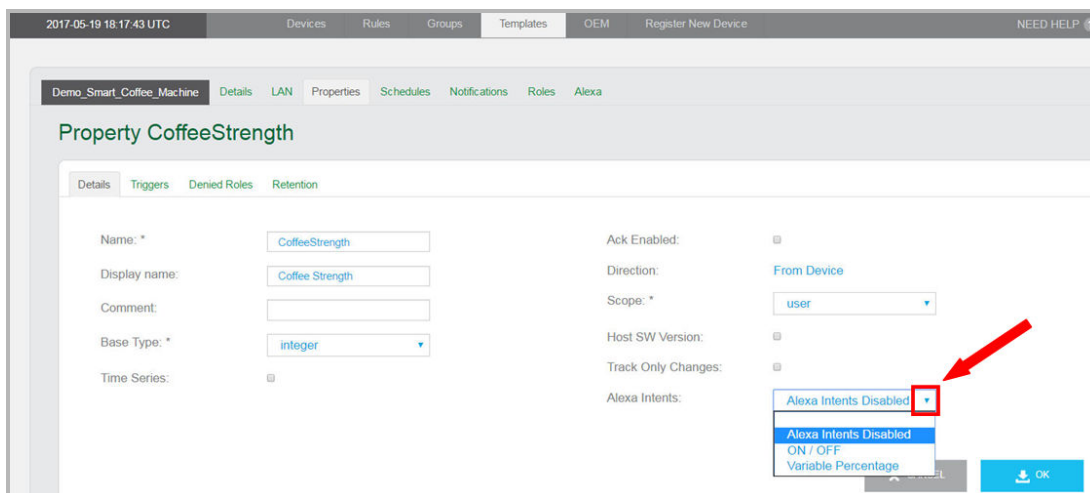 2017-05-19 18:17:43 UTC Devices Rules Groups Templates OEM Register New Device NEED HELP
Demo_Smart_Coffee_Machine Details LAN Properties Schedules Notifications Roles Alexa
Property CoffeeStrength
Details Triggers Denied Roles Retention
Name: * CoffeeStrength
Display name: Coffee Strength
Comment:
Base Type: * integer
Time Series:
Ack Enabled:
Direction: From Device
Scope: * user
Host SW Version:
Track Only Changes:
Alexa Intents: Alexa Intents Disabled
Alexa Intents Disabled
ON / OFF
Variable Percentage
OK